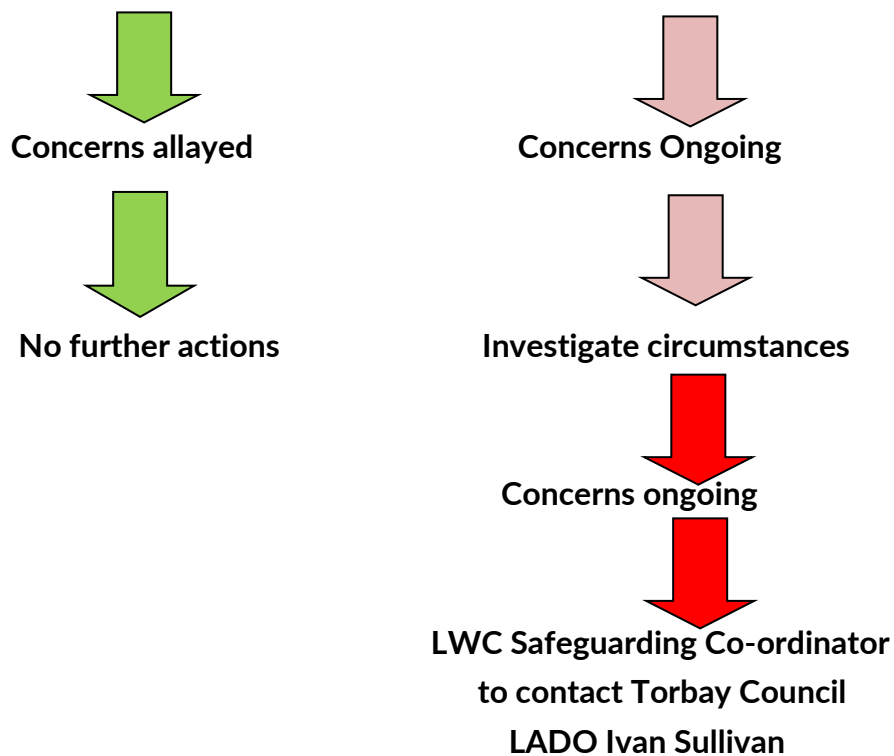 Concerns allayed
Concerns Ongoing
No further actions
Investigate circumstances
Concerns ongoing
LWC Safeguarding Co-ordinator
to contact Torbay Council
LADO Ivan Sullivan